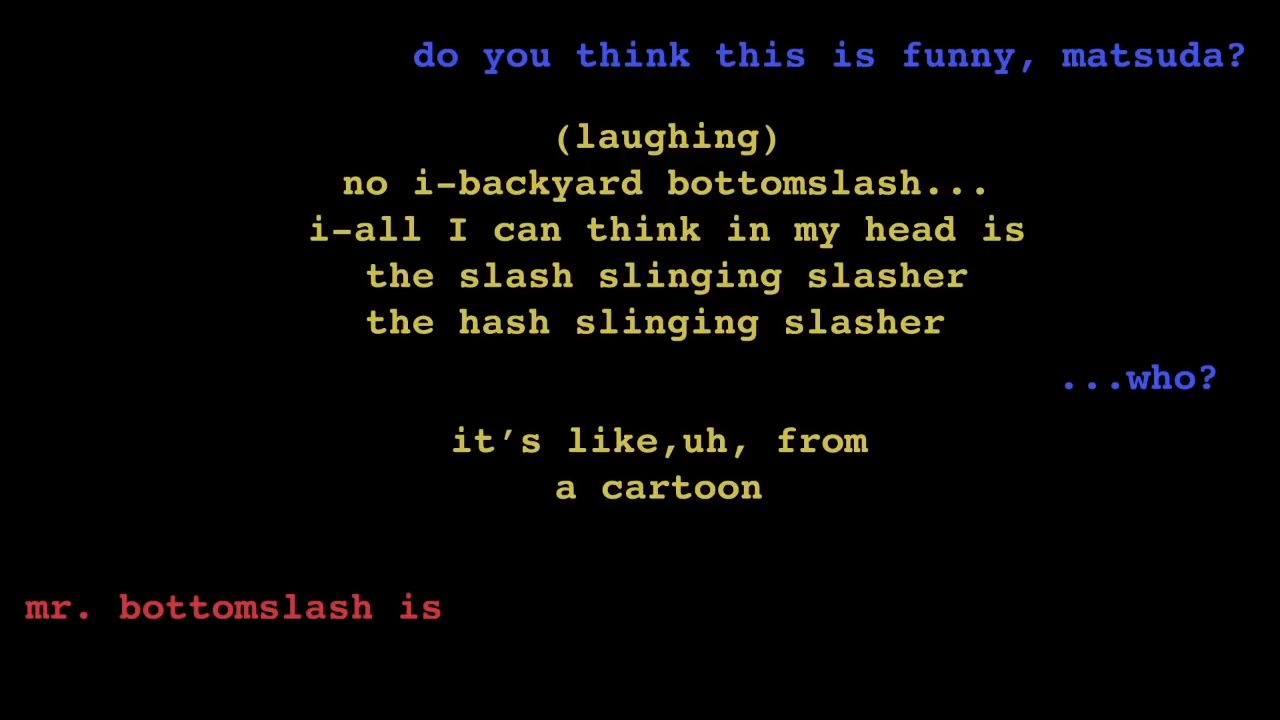 do you think this is funny, matsuda?
(laughing)
no i-backyard bottomslash...
i-all I can think in my head is
the slash slinging slasher
the hash slinging slasher
...who?
it's like,uh, from
a cartoon
mr. bottomslash is